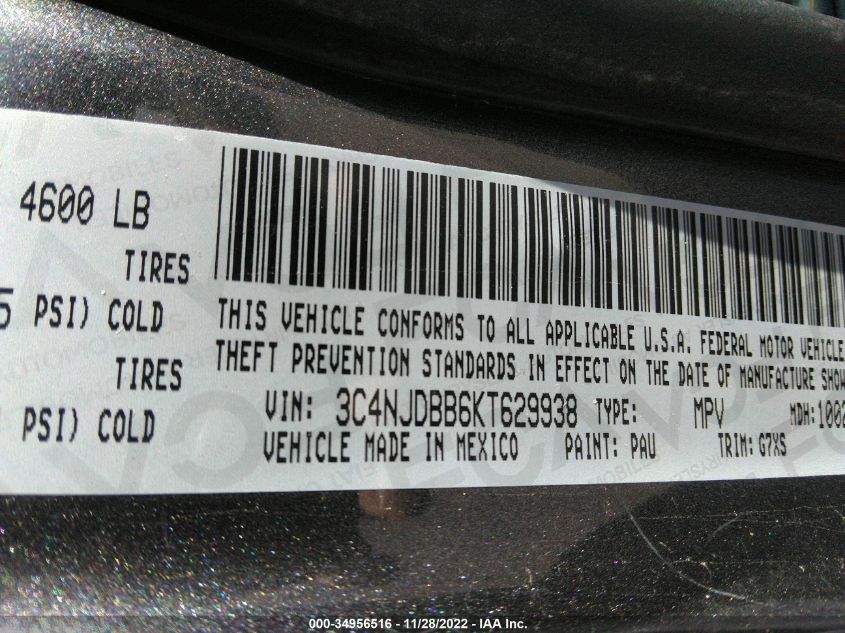 4600 LB
TIRES
5 PSI) COLD
TIRES
PSI) COLD
THIS VEHICLE CONFORMS TO ALL APPLICABLE U.S.A. FEDERAL MOTOR VEHICLE
THEFT PREVENTION STANDARDS IN EFFECT ON THE DATE OF MANUFACTURE SHOW
VIN: 3C4NJDBB6KT629938 TYPE: MPV MDH:1002
VEHICLE MADE IN MEXICO PAINT: PAU TRIM: G7XS
000-34956516 - 11/28/2022 - IAA Inc.